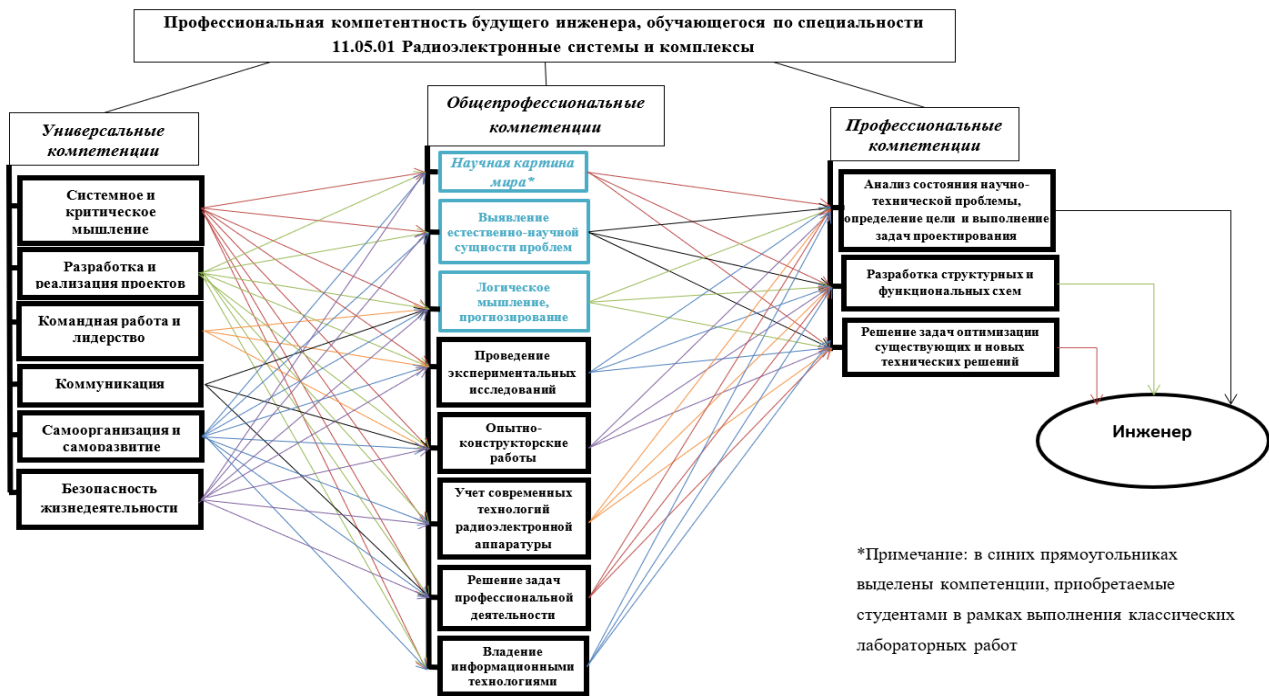 Профессиональная компетентность будущего инженера, обучающегося по специальности
11.05.01 Радиоэлектронные системы и комплексы
Универсальные
компетенции
Системное и
критическое
мышление
Разработка и
реализация проектов
Командная работа и
лидерство
Коммуникация
Самоорганизация и
саморазвитие
Безопасность
жизнедеятельности
Общепрофессиональные
компетенции
Научная картина
мира*
Выявление
естественно-научной
сущности проблем
Логическое
мышление,
прогнозирование
Проведение
экспериментальных
исследований
Опытно-
конструкторские
работы
Учет современных
технологий
радиоэлектронной
аппаратуры
Решение задач
профессиональной
деятельности
Владение
информационными
технологиями
Профессиональные
компетенции
Анализ состояния научно-
технической проблемы,
определение цели и выполнение
задач проектирования
Разработка структурных и
функциональных схем
Решение задач оптимизации
существующих и новых
технических решений
Инженер
*Примечание: в синих прямоугольниках
выделены компетенции, приобретаемые
студентами в рамках выполнения классических
лабораторных работ